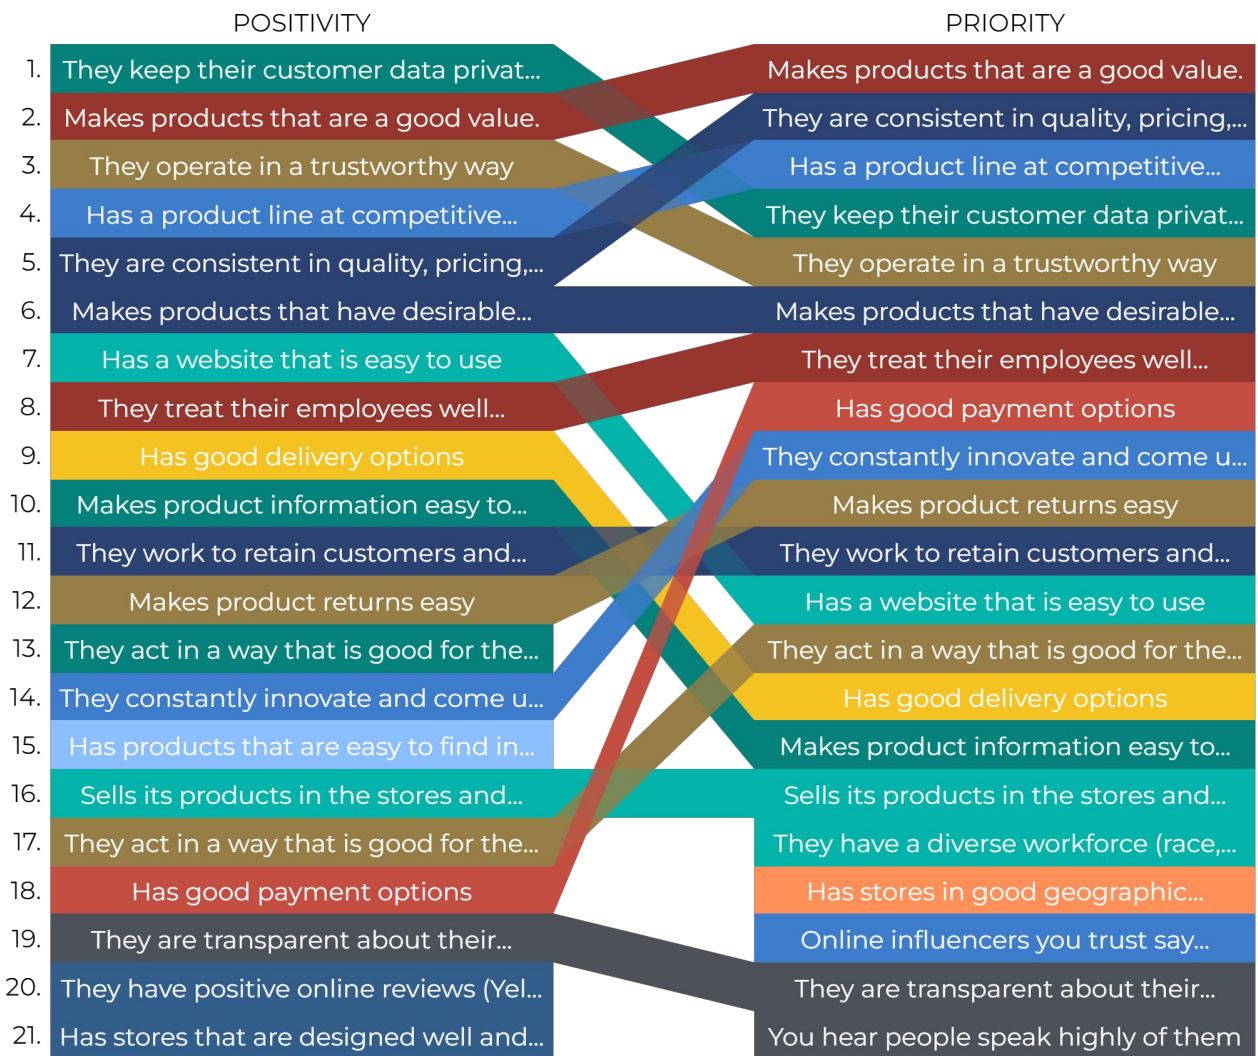 POSITIVITY
PRIORITY
1. They keep their customer data privat... Makes products that are a good value.
2. Makes products that are a good value. They are consistent in quality, pricing,...
3. They operate in a trustworthy way Has a product line at competitive...
4. Has a product line at competitive... They keep their customer data privat...
5. They are consistent in quality, pricing,... They operate in a trustworthy way
6. Makes products that have desirable... Makes products that have desirable...
7. Has a website that is easy to use They treat their employees well...
8. They treat their employees well... Has good payment options
9. Has good delivery options They constantly innovate and come u...
10. Makes product information easy to... Makes product returns easy
11. They work to retain customers and... They work to retain customers and...
12. Makes product returns easy Has a website that is easy to use
13. They act in a way that is good for the... They act in a way that is good for the...
14. They constantly innovate and come u... Has good delivery options
15. Has products that are easy to find in... Makes product information easy to...
16. Sells its products in the stores and... Sells its products in the stores and...
17. They act in a way that is good for the... They have a diverse workforce (race,...
18. Has good payment options Has stores in good geographic...
19. They are transparent about their... Online influencers you trust say...
20. They have positive online reviews (Yel... They are transparent about their...
21. Has stores that are designed well and... You hear people speak highly of them